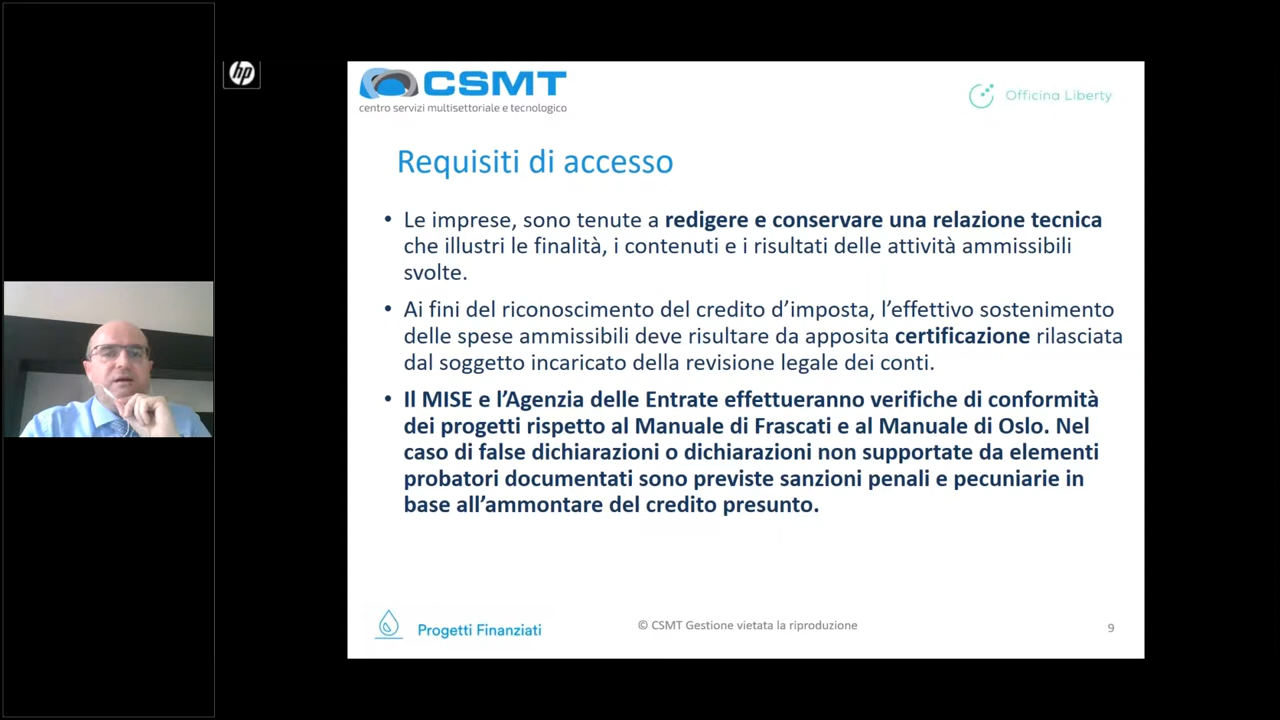 hp
CSMT
centro servizi multisettoriale e tecnologico
Officina Liberty
Requisiti di accesso
• Le imprese, sono tenute a redigere e conservare una relazione tecnica
che illustri le finalità, i contenuti e i risultati delle attività ammissibili
svolte.
• Ai fini del riconoscimento del credito d’imposta, l’effettivo sostenimento
delle spese ammissibili deve risultare da apposita certificazione rilasciata
dal soggetto incaricato della revisione legale dei conti.
• Il MISE e l’Agenzia delle Entrate effettueranno verifiche di conformità
dei progetti rispetto al Manuale di Frascati e al Manuale di Oslo. Nel
caso di false dichiarazioni o dichiarazioni non supportate da elementi
probatori documentati sono previste sanzioni penali e pecuniarie in
base all’ammontare del credito presunto.
Progetti Finanziati
© CSMT Gestione vietata la riproduzione
9